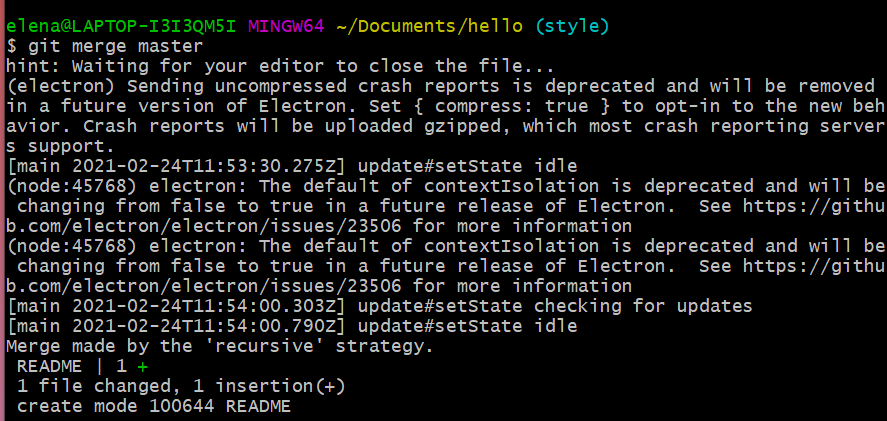 elena@LAPTOP-I3I3QM5I MINGW64 ~/Documents/hello (style)
$ git merge master
hint: Waiting for your editor to close the file...
(electron) Sending uncompressed crash reports is deprecated and will be removed
in a future version of Electron. Set { compress: true } to opt-in to the new beh
avior. Crash reports will be uploaded gzipped, which most crash reporting server
s support.
[main 2021-02-24T11:53:30.275Z] update#setState idle
(node:45768) electron: The default of contextIsolation is deprecated and will be
 changing from false to true in a future release of Electron.  See https://githu
b.com/electron/electron/issues/23506 for more information
(node:45768) electron: The default of contextIsolation is deprecated and will be
 changing from false to true in a future release of Electron.  See https://githu
b.com/electron/electron/issues/23506 for more information
[main 2021-02-24T11:54:00.303Z] update#setState checking for updates
[main 2021-02-24T11:54:00.790Z] update#setState idle
Merge made by the 'recursive' strategy.
 README | 1 +
 1 file changed, 1 insertion(+)
 create mode 100644 README